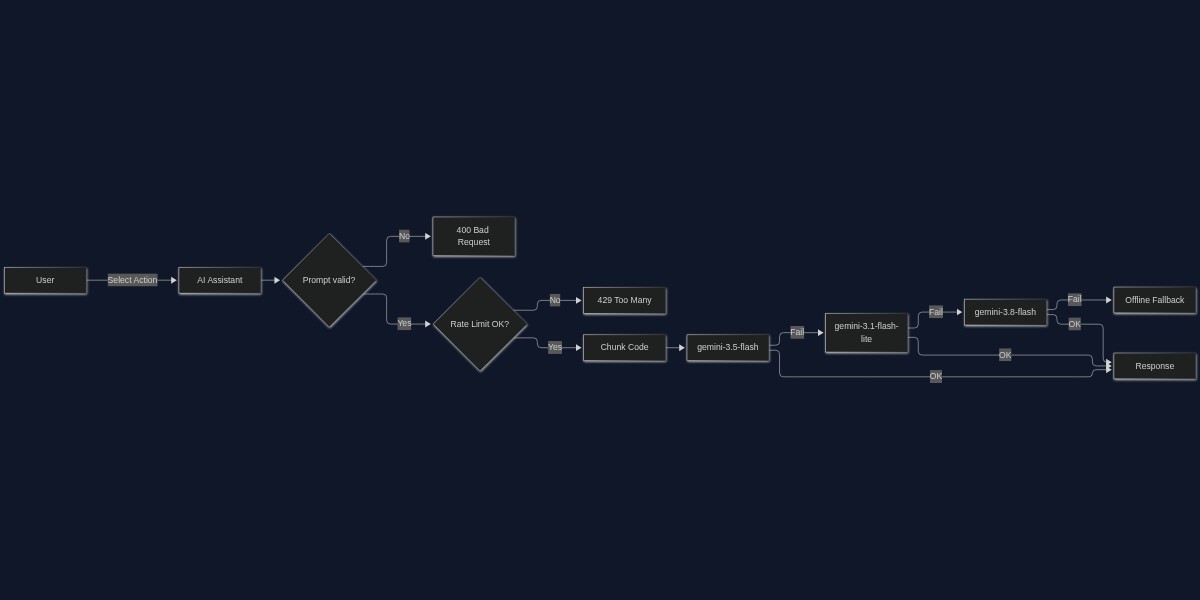 User
Select Action
AI Assistant
Prompt valid?
No
400 Bad
Request
Yes
Rate Limit OK?
No
429 Too Many
Yes
Chunk Code
gemini-3.5-flash
Fail
gemini-3.1-flash-
lite
Fail
gemini-3.8-flash
Fail
Offline Fallback
OK
OK
OK
Response